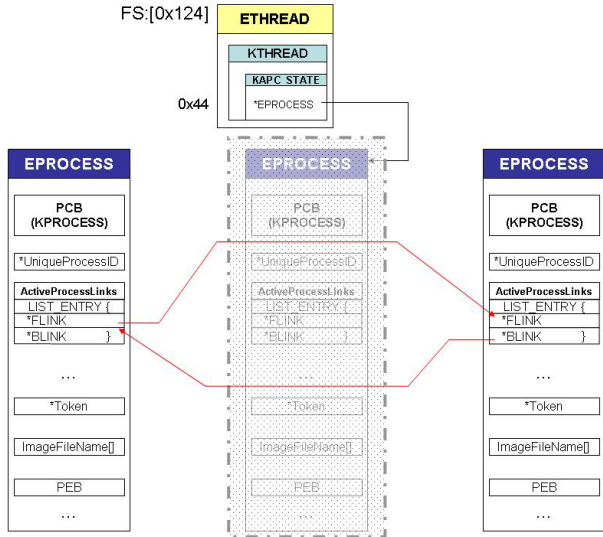 FS:[0x124]
ETHREAD
KTHREAD
KAPC_STATE
0x44
*EPROCESS
EPROCESS
PCB
(KPROCESS)
*UniqueProcessID
ActiveProcessLinks
LIST_ENTRY {
*FLINK
*BLINK }
...
*Token
ImageFileName[]
PEB
...
EPROCESS
PCB
(KPROCESS)
*UniqueProcessID
ActiveProcessLinks
LIST_ENTRY {
*FLINK
*BLINK }
...
*Token
ImageFileName[]
PEB
...
EPROCESS
PCB
(KPROCESS)
*UniqueProcessID
ActiveProcessLinks
LIST_ENTRY {
*FLINK
*BLINK }
...
*Token
ImageFileName[]
PEB
...